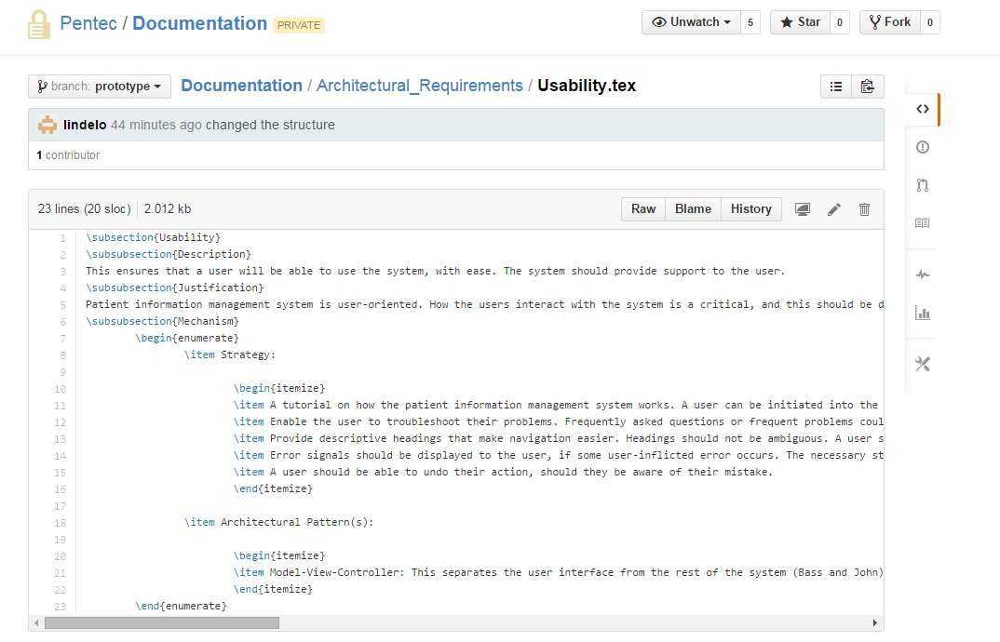 Pentec / Documentation PRIVATE Unwatch 5 Star 0 Fork 0
branch: prototype Documentation / Architectural_Requirements / Usability.tex
lindelo 44 minutes ago changed the structure
1 contributor
23 lines (20 sloc) 2.012 kb Raw Blame History
1 \subsection{Usability}
2 \subsubsection{Description}
3 This ensures that a user will be able to use the system, with ease. The system should provide support to the user.
4 \subsubsection{Justification}
5 Patient information management system is user-oriented. How the users interact with the system is a critical, and this should be d
6 \subsubsection{Mechanism}
7 \begin{enumerate}
8 \item Strategy:
9
10 \begin{itemize}
11 \item A tutorial on how the patient information management system works. A user can be initiated into the
12 \item Enable the user to troubleshoot their problems. Frequently asked questions or frequent problems coul
13 \item Provide descriptive headings that make navigation easier. Headings should not be ambiguous. A user s
14 \item Error signals should be displayed to the user, if some user-inflicted error occurs. The necessary st
15 \item A user should be able to undo their action, should they be aware of their mistake.
16 \end{itemize}
17
18 \item Architectural Pattern(s):
19
20 \begin{itemize}
21 \item Model-View-Controller: This separates the user interface from the rest of the system (Bass and John)
22 \end{itemize}
23 \end{enumerate}